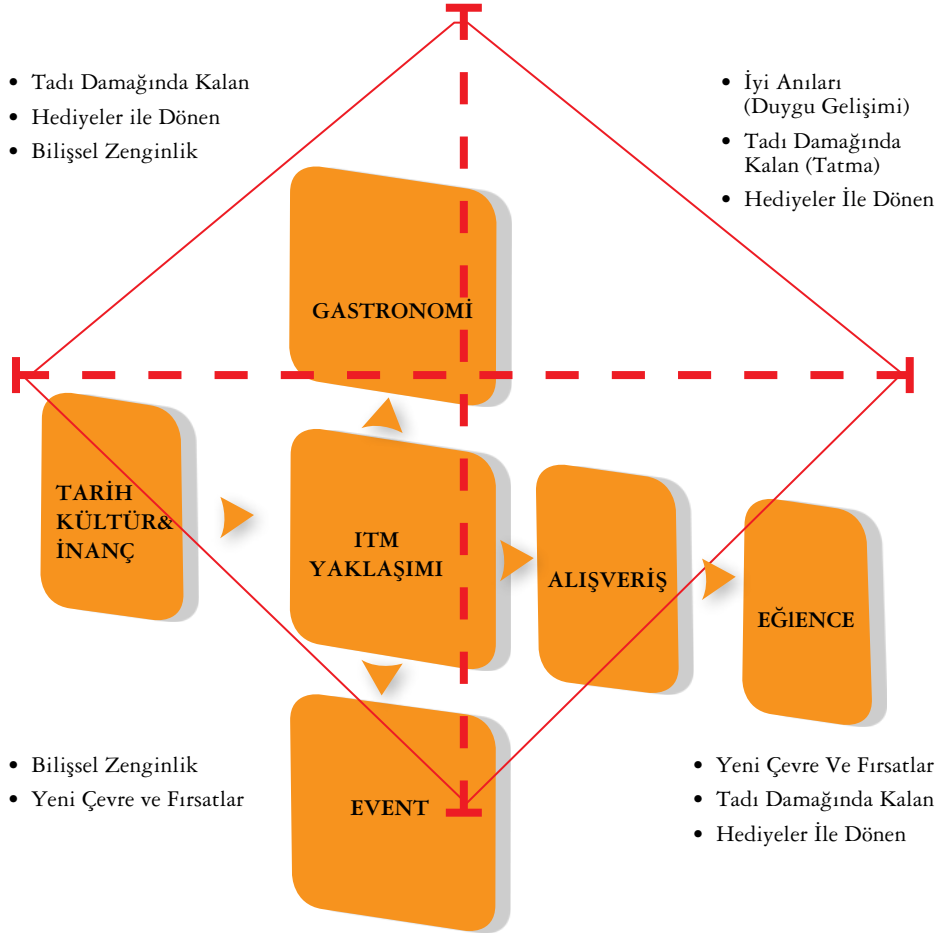 • Tadı Damağında Kalan
• Hediyeler ile Dönen
• Bilişsel Zenginlik
• İyi Anıları
(Duygu Gelişimi)
• Tadı Damağında
Kalan (Tatma)
• Hediyeler İle Dönen
GASTRONOMİ
TARİH
KÜLTÜR&
İNANÇ
ITM
YAKLAŞIMI
ALIŞVERİŞ
EĞIENCE
• Bilişsel Zenginlik
• Yeni Çevre ve Fırsatlar
EVENT
• Yeni Çevre Ve Fırsatlar
• Tadı Damağında Kalan
• Hediyeler İle Dönen